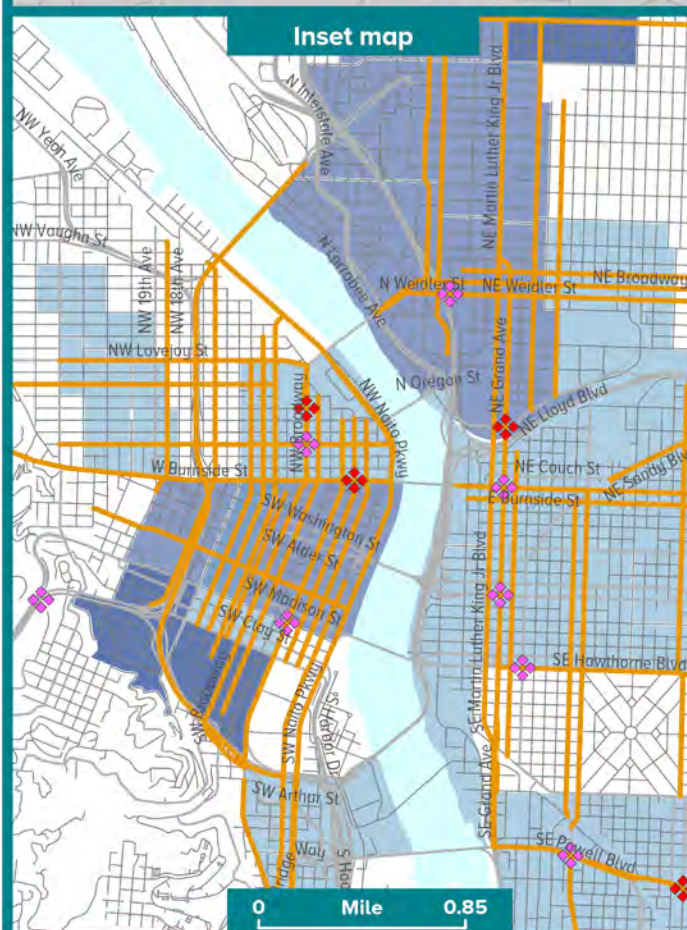 Inset map
N Interstate Ave
NE Martin Luther King Jr Blvd
NW Yeon Ave
NW Vaughn St
NW 19th Ave
NW 18th Ave
N Larrabee Ave
N Weidler St
NE Weidler St
NE Broadway
NW Lovejoy St
N Oregon St
NE Grand Ave
NE Lloyd Blvd
NW Broadway
NW Naito Pkwy
W Burnside St
NE Couch St
NE Sandy Blv
E Burnside St
SW Washington St
SW Alder St
SW Madison St
SW Clay St
SE Martin Luther King Jr Blvd
SE Hawthorne Blvd
SW Broadway
SW Naito Pkwy
S Harbor Dr
SW Arthur St
SE Grand Ave
SE Powell Blvd
Way
ridge
S Hoo
0 Mile 0.85